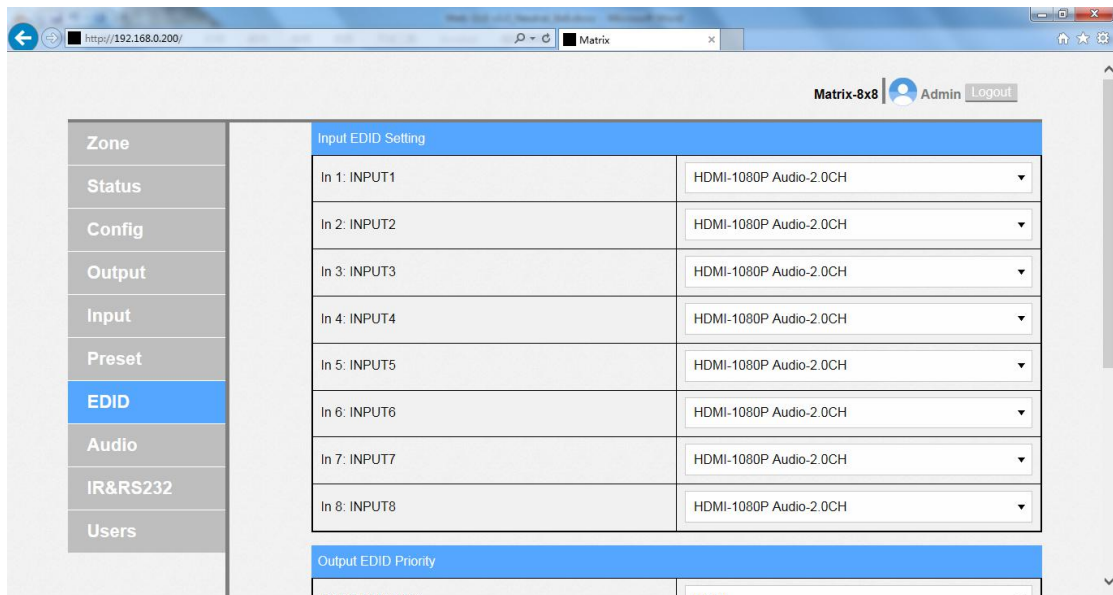 http://192.168.0.200/
Matrix
Matrix-8x8 Admin Logout
Zone
Status
Config
Output
Input
Preset
EDID
Audio
IR&RS232
Users
Input EDID Setting
In 1: INPUT1 HDMI-1080P Audio-2.0CH
In 2: INPUT2 HDMI-1080P Audio-2.0CH
In 3: INPUT3 HDMI-1080P Audio-2.0CH
In 4: INPUT4 HDMI-1080P Audio-2.0CH
In 5: INPUT5 HDMI-1080P Audio-2.0CH
In 6: INPUT6 HDMI-1080P Audio-2.0CH
In 7: INPUT7 HDMI-1080P Audio-2.0CH
In 8: INPUT8 HDMI-1080P Audio-2.0CH
Output EDID Priority